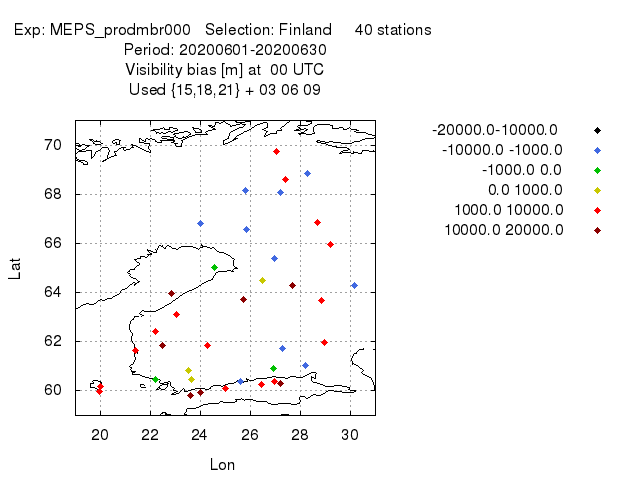 Exp: MEPS_prodmbr000 Selection: Finland 40 stations
Period: 20200601-20200630
Visibility bias [m] at 00 UTC
Used {15,18,21} + 03 06 09
-20000.0-10000.0
-10000.0 -1000.0
-1000.0 0.0
0.0 1000.0
1000.0 10000.0
10000.0 20000.0
70
68
66
64
62
60
Lat
20 22 24 26 28 30
Lon